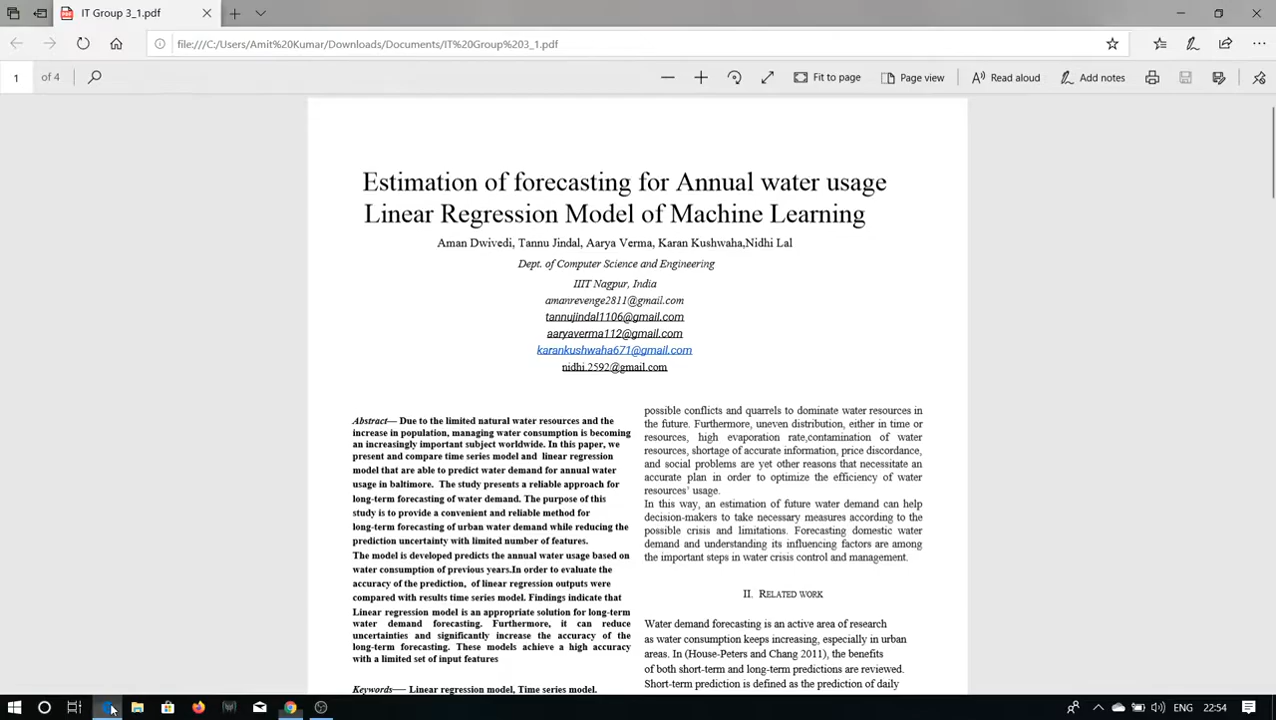 IT Group 3_1.pdf
file:///C:/Users/Amit%20Kumar/Downloads/Documents/IT%20Group%203_1.pdf
1 of 4 Fit to page Page view Read aloud Add notes
Estimation of forecasting for Annual water usage
Linear Regression Model of Machine Learning
Aman Dwivedi, Tannu Jindal, Aarya Verma, Karan Kushwaha,Nidhi Lal
Dept. of Computer Science and Engineering
IIIT Nagpur, India
amanrevenge2811@gmail.com
tannujindal1106@gmail.com
aaryaverma112@gmail.com
karankushwaha671@gmail.com
nidhi.2592@gmail.com
Abstract— Due to the limited natural water resources and the
increase in population, managing water consumption is becoming
an increasingly important subject worldwide. In this paper, we
present and compare time series model and linear regression
model that are able to predict water demand for annual water
usage in baltimore. The study presents a reliable approach for
long-term forecasting of water demand. The purpose of this
study is to provide a convenient and reliable method for
long-term forecasting of urban water demand while reducing the
prediction uncertainty with limited number of features.
The model is developed predicts the annual water usage based on
water consumption of previous years.In order to evaluate the
accuracy of the prediction, of linear regression outputs were
compared with results time series model. Findings indicate that
Linear regression model is an appropriate solution for long-term
water demand forecasting. Furthermore, it can reduce
uncertainties and significantly increase the accuracy of the
long-term forecasting. These models achieve a high accuracy
with a limited set of input features
Keywords— Linear regression model, Time series model.
possible conflicts and quarrels to dominate water resources in
the future. Furthermore, uneven distribution, either in time or
resources, high evaporation rate,contamination of water
resources, shortage of accurate information, price discordance,
and social problems are yet other reasons that necessitate an
accurate plan in order to optimize the efficiency of water
resources' usage.
In this way, an estimation of future water demand can help
decision-makers to take necessary measures according to the
possible crisis and limitations. Forecasting domestic water
demand and understanding its influencing factors are among
the important steps in water crisis control and management.
II. RELATED WORK
Water demand forecasting is an active area of research
as water consumption keeps increasing, especially in urban
areas. In (House-Peters and Chang 2011), the benefits
of both short-term and long-term predictions are reviewed.
Short-term prediction is defined as the prediction of daily
ENG 22:54